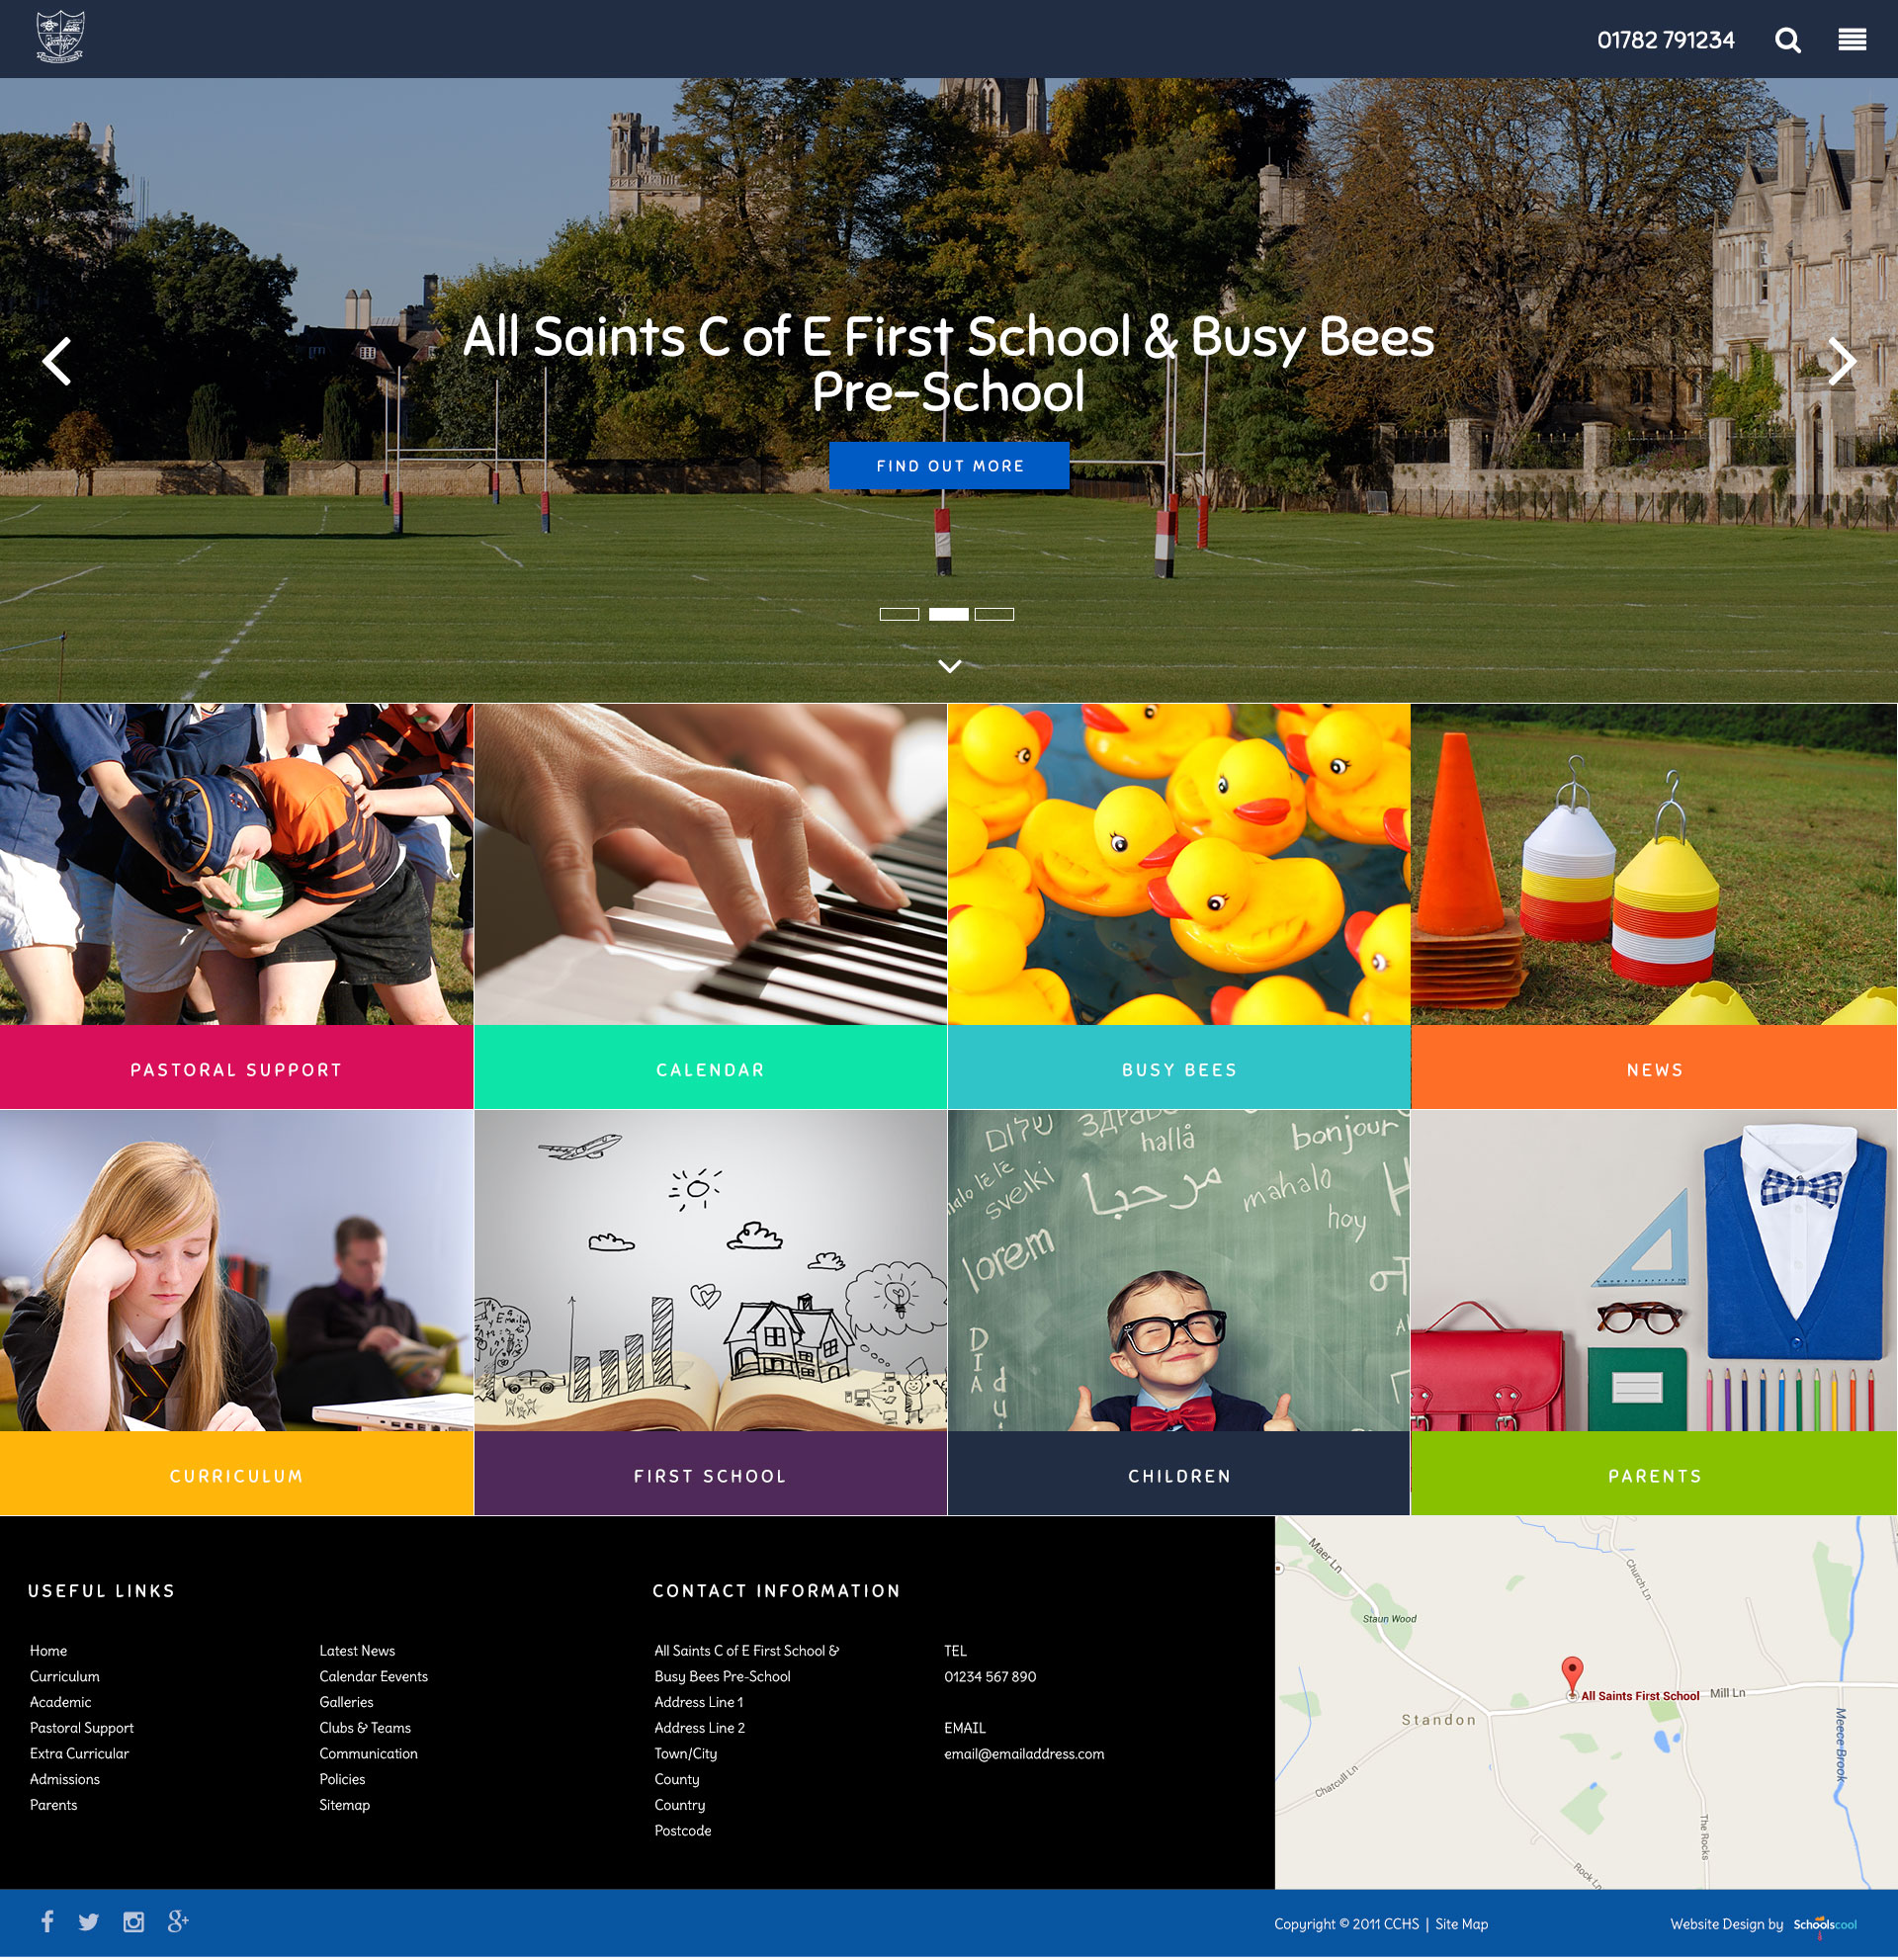 01782 791234
All Saints C of E First School & Busy Bees
Pre-School
FIND OUT MORE
PASTORAL SUPPORT
CALENDAR
BUSY BEES
NEWS
שלום
hallå
bonjour
sveiki
مرحبا
mahalo
hoy
lorem
DIA
CURRICULUM
FIRST SCHOOL
CHILDREN
PARENTS
USEFUL LINKS
Home
Curriculum
Academic
Pastoral Support
Extra Curricular
Admissions
Parents
Latest News
Calendar Eevents
Galleries
Clubs & Teams
Communication
Policies
Sitemap
CONTACT INFORMATION
All Saints C of E First School &
Busy Bees Pre-School
Address Line 1
Address Line 2
Town/City
County
Country
Postcode
TEL
01234 567 890
EMAIL
email@emailaddress.com
Maer Ln
Church Ln
Staun Wood
All Saints First School
Mill Ln
Standon
Meece Brook
Chatcull Ln
The Rocks
Rock Ln
Copyright © 2011 CCHS | Site Map
Website Design by Schoolscool